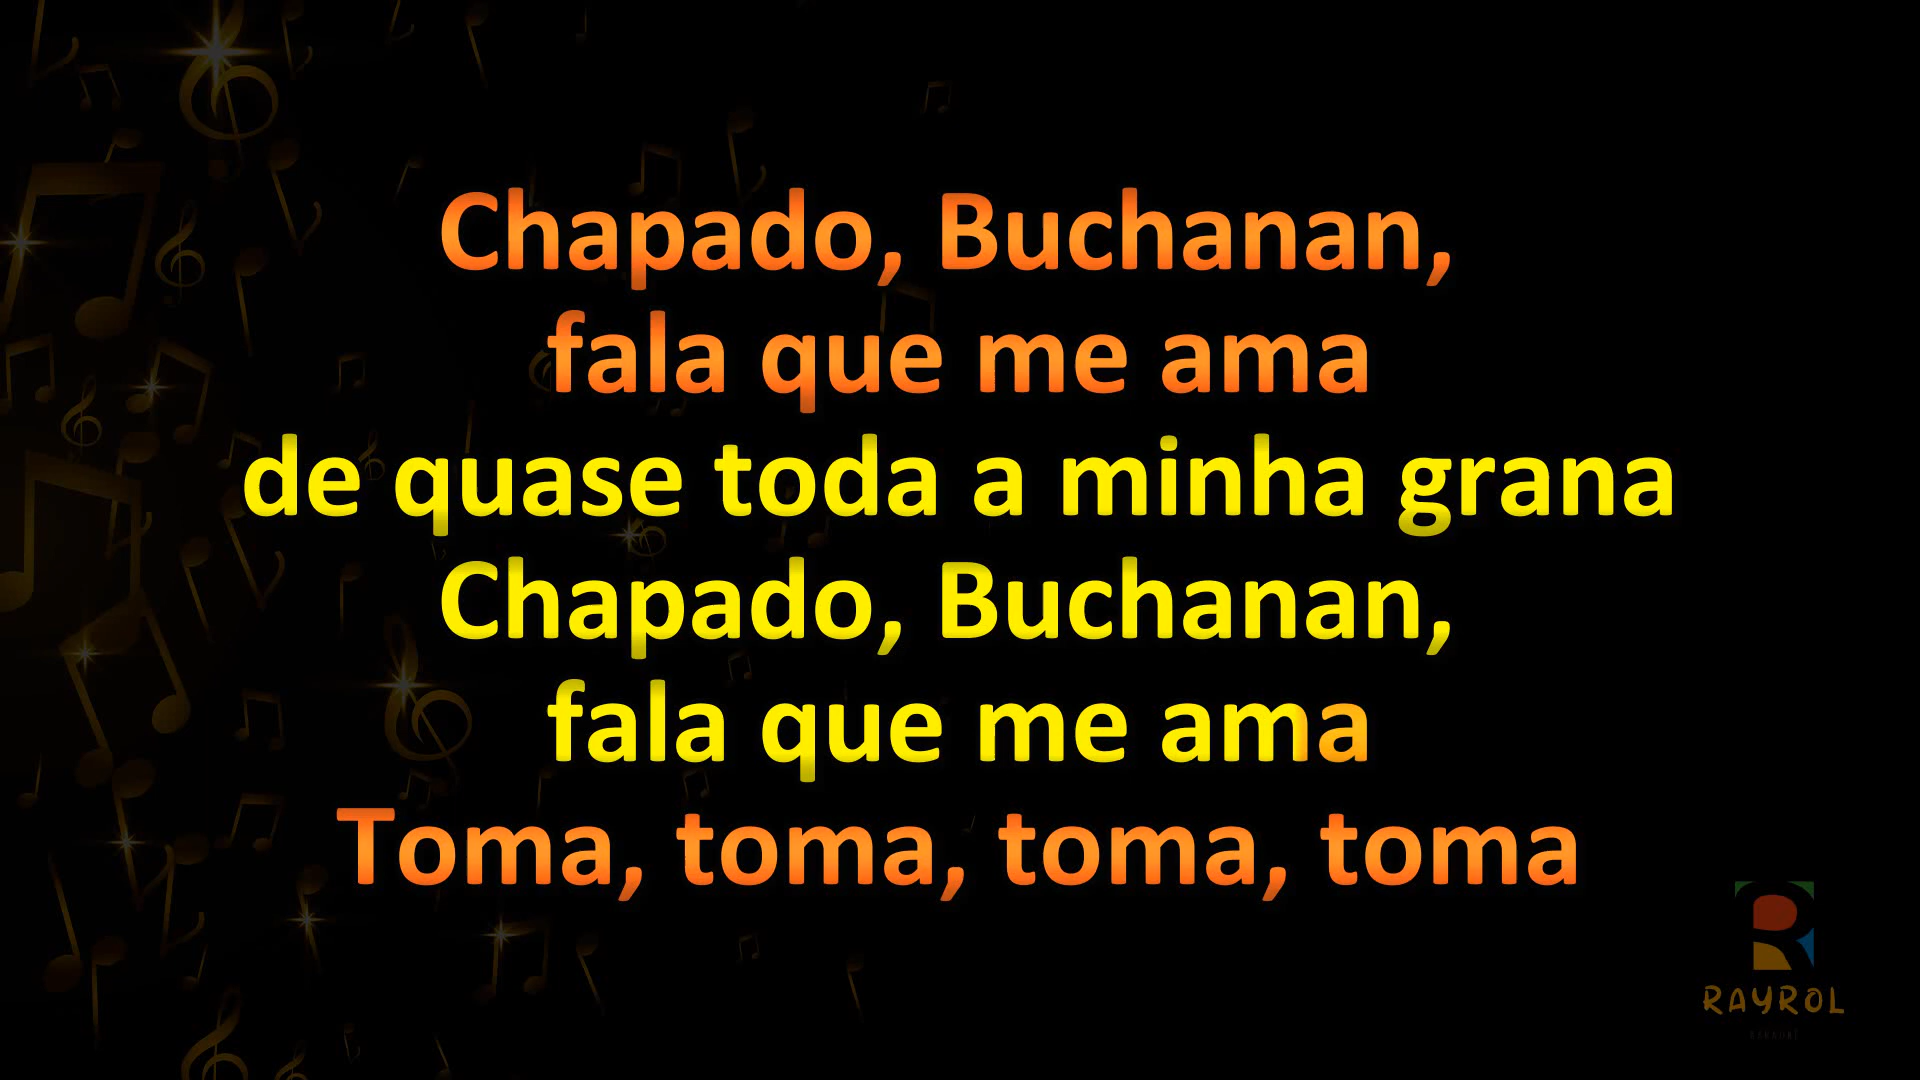 Chapado, Buchanan,
fala que me ama
de quase toda a minha grana
Chapado, Buchanan,
fala que me ama
Toma, toma, toma, toma
RAYROL
KARAOKÊ